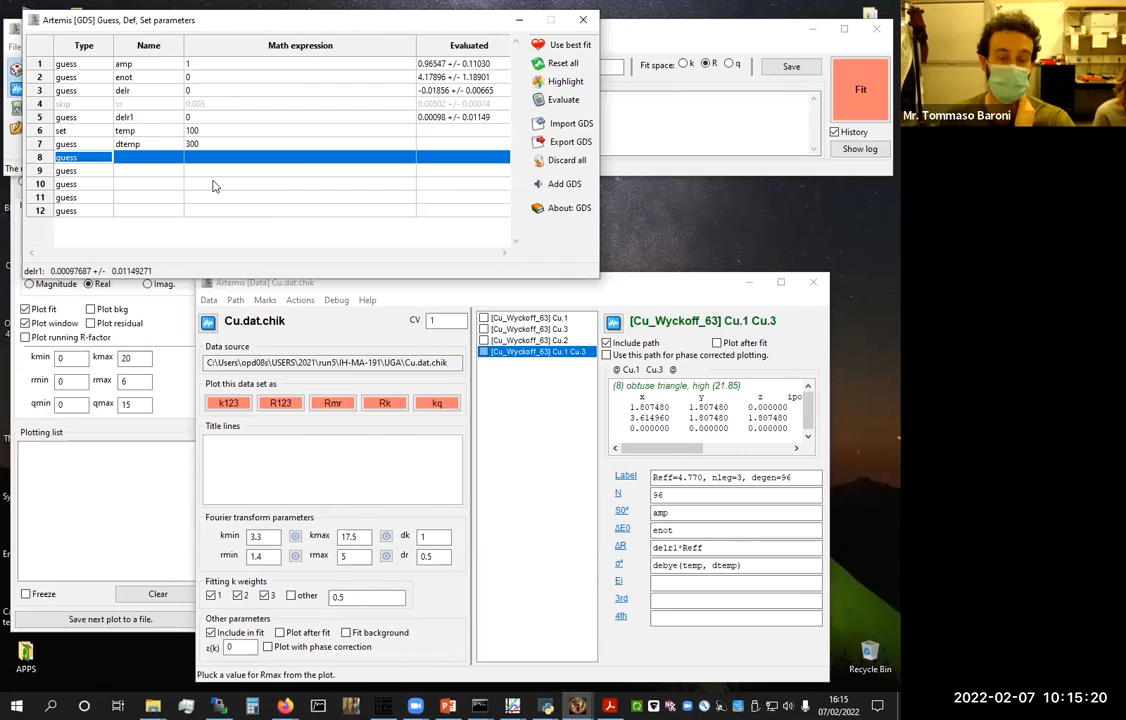 Artemis [GDS] Guess, Def, Set parameters
Type Name Math expression Evaluated
1 guess amp 1 0.96547 +/- 0.11030
2 guess enot 0 4.17896 +/- 1.18901
3 guess delr 0 -0.01856 +/- 0.00665
4 skip ss 0.003 0.00502 +/- 0.00074
5 guess delr1 0 0.00098 +/- 0.01149
6 set temp 100
7 guess dtemp 300
8 guess
9 guess
10 guess
11 guess
12 guess
delr1: 0.00097687 +/- 0.01149271
Use best fit
Reset all
Highlight
Evaluate
Import GDS
Export GDS
Discard all
Add GDS
About: GDS
Fit space: k R q
Save
Fit
History
Show log
Mr. Tommaso Baroni
Magnitude Real Imag.
Plot fit Plot bkg
Plot window Plot residual
Plot running R-factor
kmin 0 kmax 20
rmin 0 rmax 6
qmin 0 qmax 15
Plotting list
Freeze Clear
Save next plot to a file.
Artemis [Data] Cu.dat.chik
Data Path Marks Actions Debug Help
Cu.dat.chik CV 1
Data source
C:\Users\opd08s\USERS\2021\run5\IH-MA-191\UGA\Cu.dat.chik
Plot this data set as
k123 R123 Rmr Rk kq
Title lines
Fourier transform parameters
kmin 3.3 kmax 17.5 dk 1
rmin 1.4 rmax 5 dr 0.5
Fitting k weights
1 2 3 other 0.5
Other parameters
Include in fit Plot after fit Fit background
ε(k) 0 Plot with phase correction
Pluck a value for Rmax from the plot.
[Cu_Wyckoff_63] Cu.1
[Cu_Wyckoff_63] Cu.3
[Cu_Wyckoff_63] Cu.2
[Cu_Wyckoff_63] Cu.1 Cu.3
[Cu_Wyckoff_63] Cu.1 Cu.3
Include path Plot after fit
Use this path for phase corrected plotting.
@ Cu.1 Cu.3 @
(8) obtuse triangle, high (21.85)
x y z ipo
1.807480 1.807480 0.000000
3.614960 1.807480 1.807480
0.000000 0.000000 0.000000
Label Reff=4.770, nleg=3, degen=96
N 96
S0² amp
ΔE0 enot
ΔR delr1*Reff
σ² debye(temp, dtemp)
Ei
3rd
4th
APPS
Recycle Bin
16:15
07/02/2022
2022-02-07 10:15:20